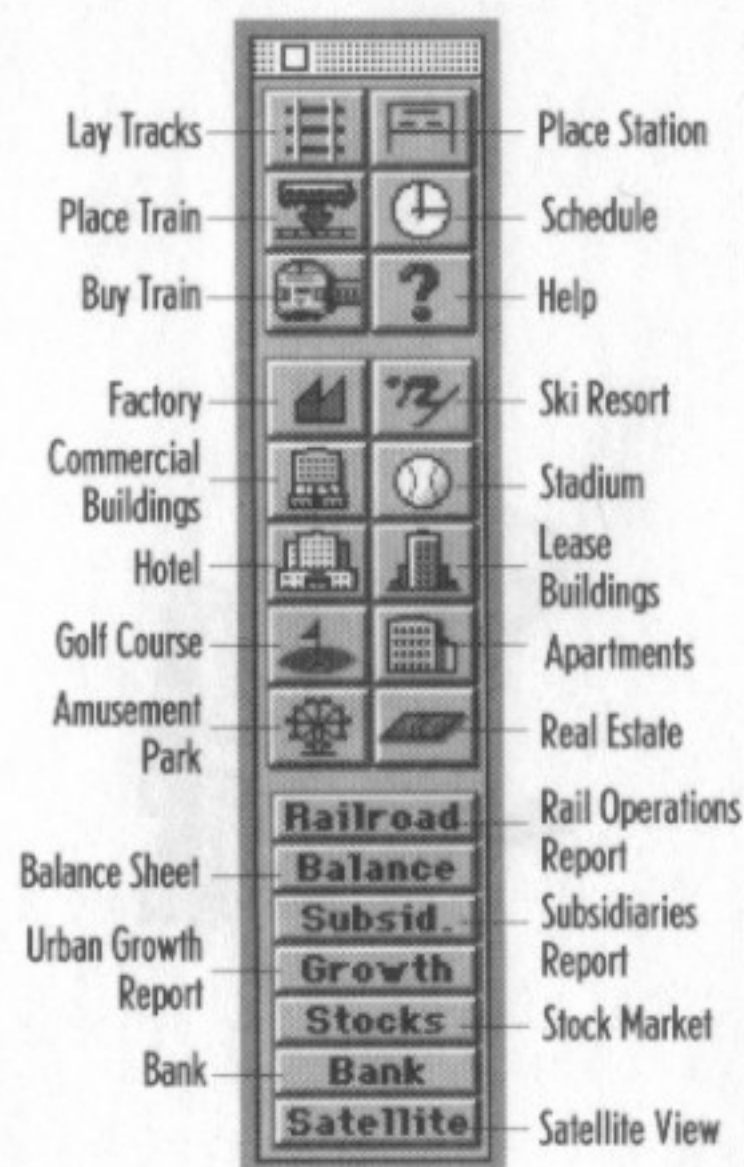 Lay Tracks
Place Station
Place Train
Schedule
Buy Train
?
Help
Factory
Ski Resort
Commercial
Buildings
Stadium
Hotel
Lease
Buildings
Golf Course
Apartments
Amusement
Park
Real Estate
Railroad
Rail Operations
Report
Balance Sheet
Balance
Subsid.
Subsidiaries
Report
Urban Growth
Report
Growth
Stocks
Stock Market
Bank
Bank
Satellite
Satellite View